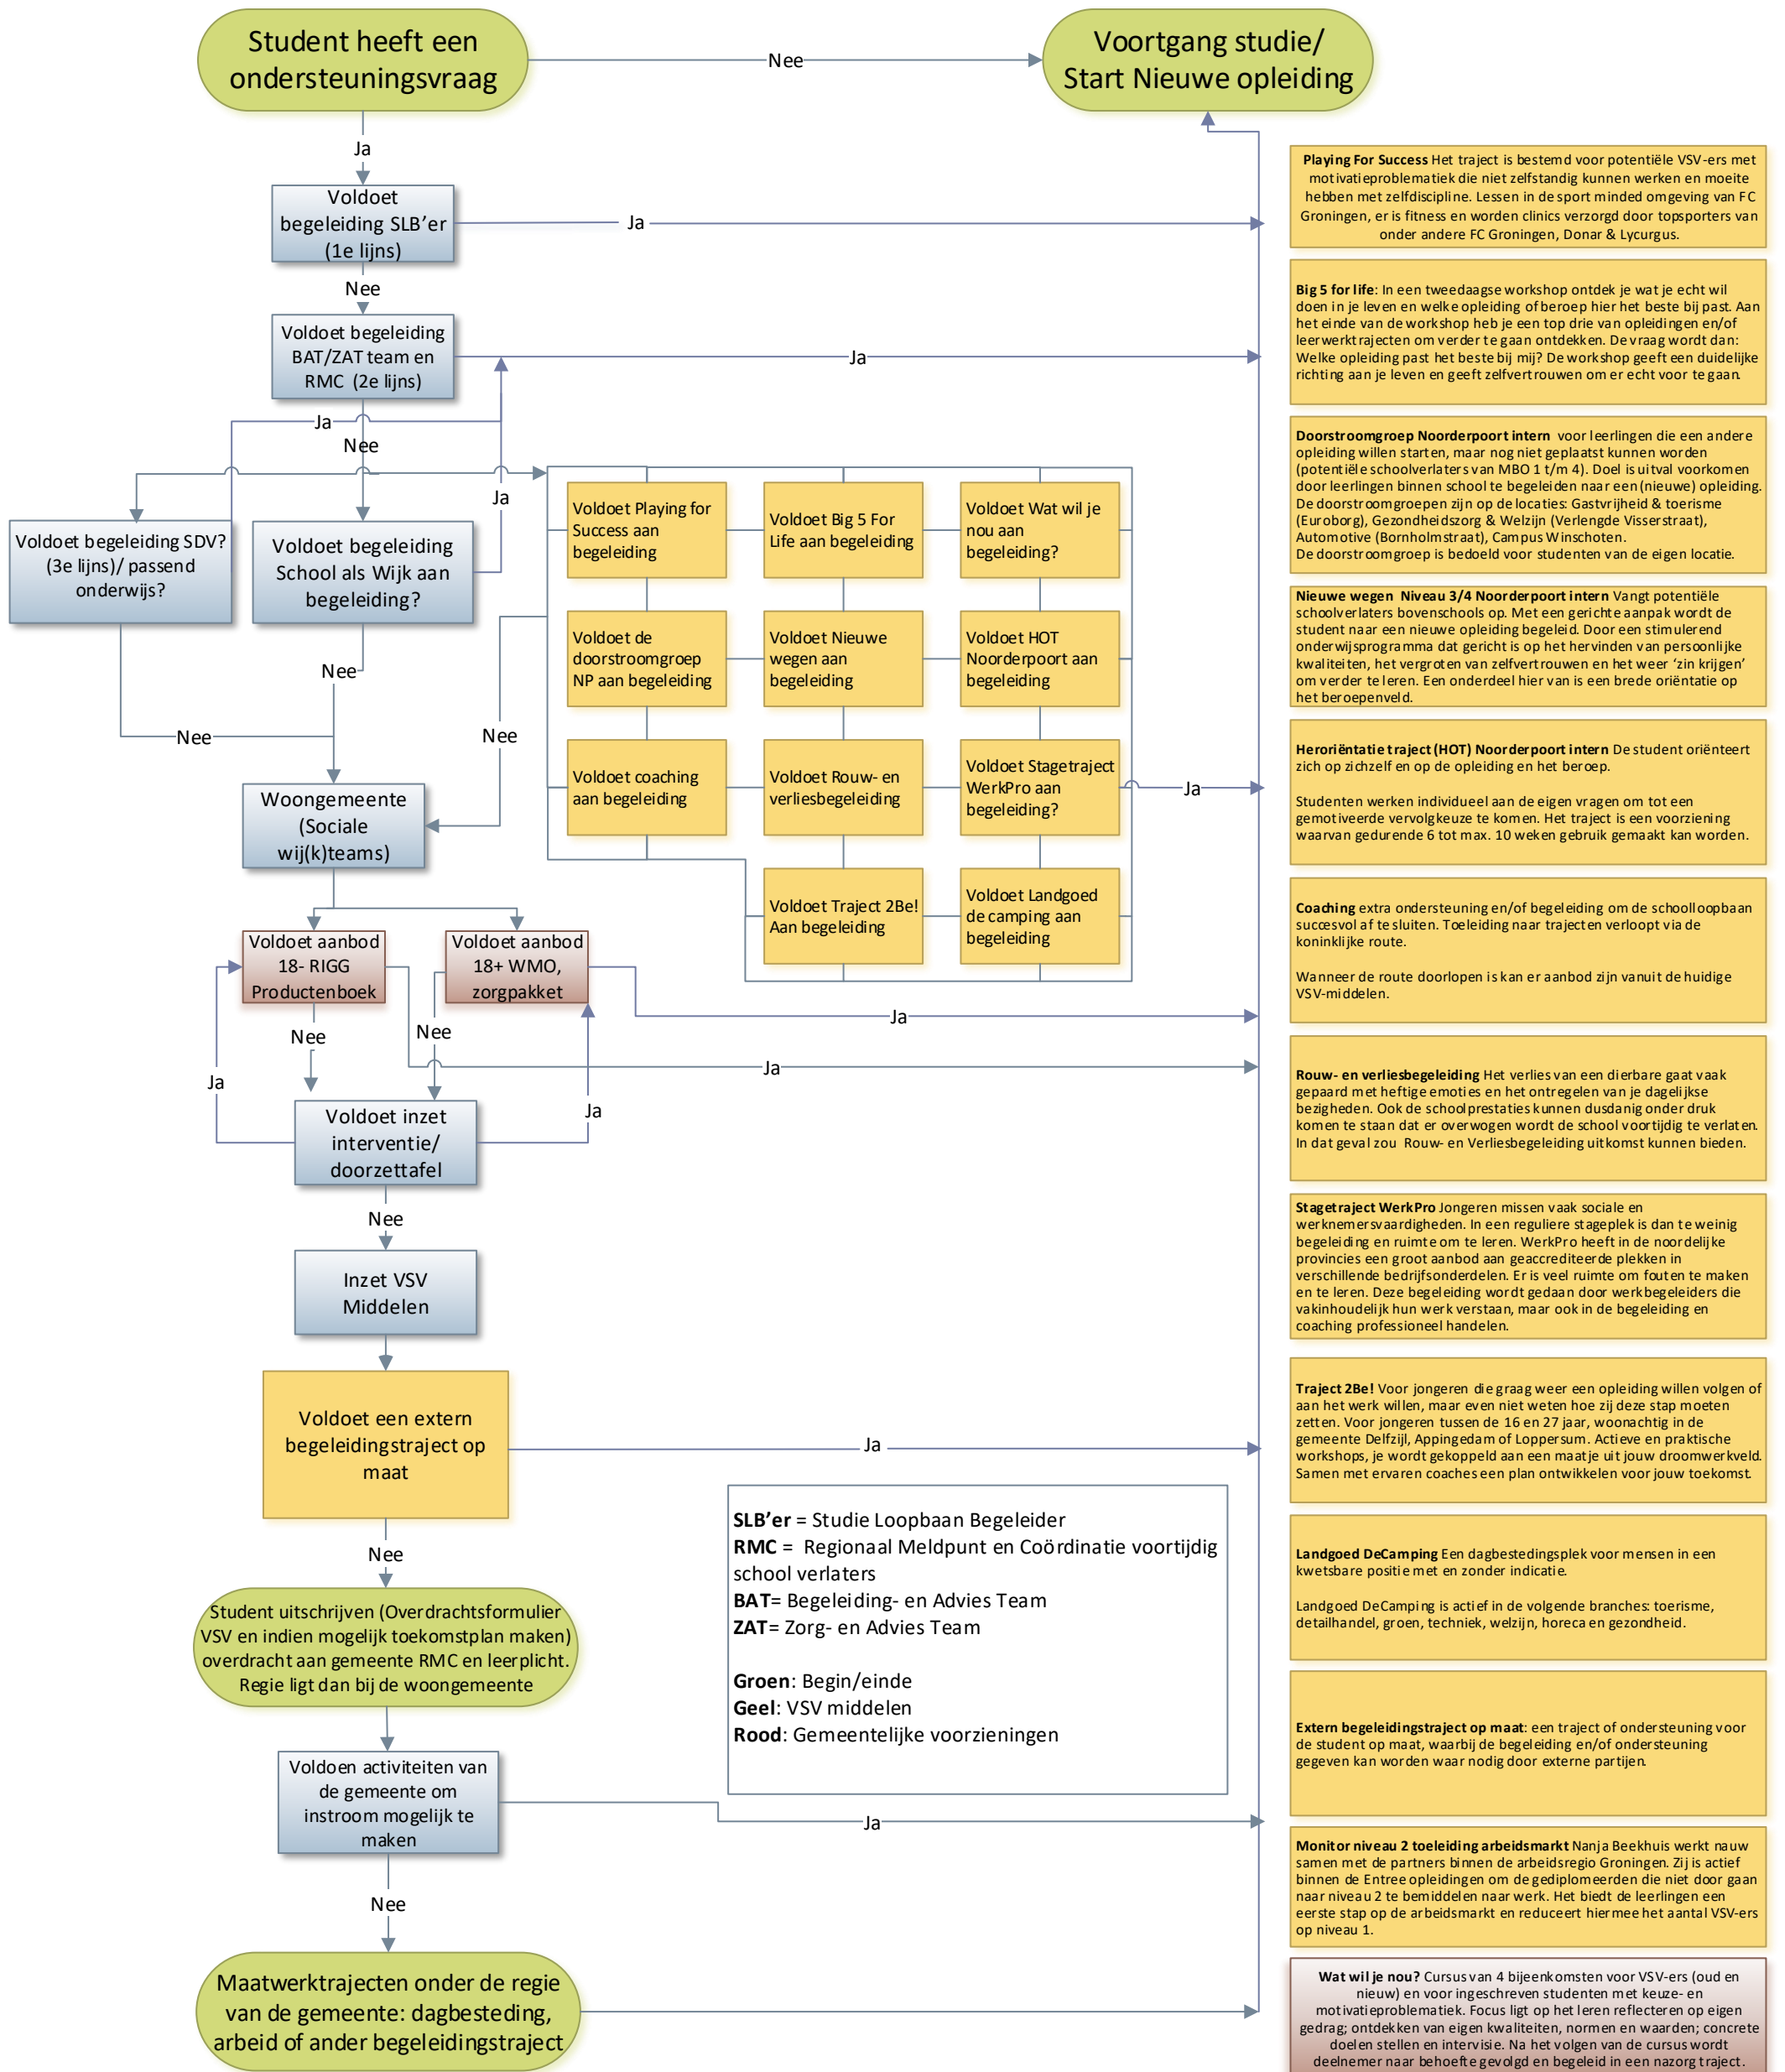 Student heeft een
ondersteuningsvraag
Nee
Voortgang studie/
Start Nieuwe opleiding
Ja
Voldoet
begeleiding SLB’er
(1e lijns)
Ja
Nee
Voldoet begeleiding
BAT/ZAT team en
RMC (2e lijns)
Ja
Ja
Nee
Ja
Voldoet begeleiding SDV?
(3e lijns)/ passend
onderwijs?
Voldoet begeleiding
School als Wijk aan
begeleiding?
Voldoet Playing for
Success aan
begeleiding
Voldoet Big 5 For
Life aan begeleiding
Voldoet Wat wil je
nou aan
begeleiding?
Voldoet de
doorstroomgroep
NP aan begeleiding
Voldoet Nieuwe
wegen aan
begeleiding
Voldoet HOT
Noorderpoort aan
begeleiding
Nee
Nee
Nee
Voldoet coaching
aan begeleiding
Voldoet Rouw- en
verliesbegeleiding
Voldoet Stagetraject
WerkPro aan
begeleiding?
Ja
Woongemeente
(Sociale
wij(k)teams)
Voldoet Traject 2Be!
Aan begeleiding
Voldoet Landgoed
de camping aan
begeleiding
Voldoet aanbod
18- RIGG
Productenboek
Voldoet aanbod
18+ WMO,
zorgpakket
Ja
Nee
Nee
Ja
Ja
Ja
Voldoet inzet
interventie/
doorzettafel
Nee
Inzet VSV
Middelen
Voldoet een extern
begeleidingstraject op
maat
Ja
Nee
Student uitschrijven (Overdrachtsformulier
VSV en indien mogelijk toekomstplan maken)
overdracht aan gemeente RMC en leerplicht.
Regie ligt dan bij de woongemeente
Voldoen activiteiten van
de gemeente om
instroom mogelijk te
maken
Ja
Nee
Maatwerktrajecten onder de regie
van de gemeente: dagbesteding,
arbeid of ander begeleidingstraject
SLB’er = Studie Loopbaan Begeleider
RMC = Regionaal Meldpunt en Coördinatie voortijdig
school verlaters
BAT= Begeleiding- en Advies Team
ZAT= Zorg- en Advies Team
Groen: Begin/einde
Geel: VSV middelen
Rood: Gemeentelijke voorzieningen
Playing For Success Het traject is bestemd voor potentiële VSV-ers met
motivatieproblematiek die niet zelfstandig kunnen werken en moeite
hebben met zelfdiscipline. Lessen in de sport minded omgeving van FC
Groningen, er is fitness en worden clinics verzorgd door topsporters van
onder andere FC Groningen, Donar & Lycurgus.
Big 5 for life: In een tweedaagse workshop ontdek je wat je echt wil
doen in je leven en welke opleiding of beroep hier het beste bij past. Aan
het einde van de workshop heb je een top drie van opleidingen en/of
leerwerktrajecten om verder te gaan ontdekken. De vraag wordt dan:
Welke opleiding past het beste bij mij? De workshop geeft een duidelijke
richting aan je leven en geeft zelfvertrouwen om er echt voor te gaan.
Doorstroomgroep Noorderpoort intern voor leerlingen die een andere
opleiding willen starten, maar nog niet geplaatst kunnen worden
(potentiële schoolverlaters van MBO 1 t/m 4). Doel is uitval voorkomen
door leerlingen binnen school te begeleiden naar een (nieuwe) opleiding.
De doorstroomgroepen zijn op de locaties: Gastvrijheid & toerisme
(Euroborg), Gezondheidszorg & Welzijn (Verlengde Visserstraat),
Automotive (Bornholmstraat), Campus Winschoten.
De doorstroomgroep is bedoeld voor studenten van de eigen locatie.
Nieuwe wegen Niveau 3/4 Noorderpoort intern Vangt potentiële
schoolverlaters bovenschools op. Met een gerichte aanpak wordt de
student naar een nieuwe opleiding begeleid. Door een stimulerend
onderwijsprogramma dat gericht is op het hervinden van persoonlijke
kwaliteiten, het vergroten van zelfvertrouwen en het weer ‘zin krijgen’
om verder te leren. Een onderdeel hier van is een brede oriëntatie op
het beroepenveld.
Heroriëntatie traject (HOT) Noorderpoort intern De student oriënteert
zich op zichzelf en op de opleiding en het beroep.
Studenten werken individueel aan de eigen vragen om tot een
gemotiveerde vervolgkeuze te komen. Het traject is een voorziening
waarvan gedurende 6 tot max. 10 weken gebruik gemaakt kan worden.
Coaching extra ondersteuning en/of begeleiding om de schoolloopbaan
succesvol af te sluiten. Toeleiding naar trajecten verloopt via de
koninklijke route.
Wanneer de route doorlopen is kan er aanbod zijn vanuit de huidige
VSV-middelen.
Rouw- en verliesbegeleiding Het verlies van een dierbare gaat vaak
gepaard met heftige emoties en het ontregelen van je dagelijkse
bezigheden. Ook de schoolprestaties kunnen dusdanig onder druk
komen te staan dat er overwogen wordt de school voortijdig te verlaten.
In dat geval zou Rouw- en Verliesbegeleiding uitkomst kunnen bieden.
Stagetraject WerkPro Jongeren missen vaak sociale en
werknemersvaardigheden. In een reguliere stageplek is dan te weinig
begeleiding en ruimte om te leren. WerkPro heeft in de noordelijke
provincies een groot aanbod aan geaccrediteerde plekken in
verschillende bedrijfsonderdelen. Er is veel ruimte om fouten te maken
en te leren. Deze begeleiding wordt gedaan door werkbegeleiders die
vakinhoudelijk hun werk verstaan, maar ook in de begeleiding en
coaching professioneel handelen.
Traject 2Be! Voor jongeren die graag weer een opleiding willen volgen of
aan het werk willen, maar even niet weten hoe zij deze stap moeten
zetten. Voor jongeren tussen de 16 en 27 jaar, woonachtig in de
gemeente Delfzijl, Appingedam of Loppersum. Actieve en praktische
workshops, je wordt gekoppeld aan een maatje uit jouw droomwerkveld.
Samen met ervaren coaches een plan ontwikkelen voor jouw toekomst.
Landgoed DeCamping Een dagbestedingsplek voor mensen in een
kwetsbare positie met en zonder indicatie.
Landgoed DeCamping is actief in de volgende branches: toerisme,
detailhandel, groen, techniek, welzijn, horeca en gezondheid.
Extern begeleidingstraject op maat: een traject of ondersteuning voor
de student op maat, waarbij de begeleiding en/of ondersteuning
gegeven kan worden waar nodig door externe partijen.
Monitor niveau 2 toeleiding arbeidsmarkt Nanja Beekhuis werkt nauw
samen met de partners binnen de arbeidsregio Groningen. Zij is actief
binnen de Entree opleidingen om de gediplomeerden die niet door gaan
naar niveau 2 te bemiddelen naar werk. Het biedt de leerlingen een
eerste stap op de arbeidsmarkt en reduceert hiermee het aantal VSV-ers
op niveau 1.
Wat wil je nou? Cursus van 4 bijeenkomsten voor VSV-ers (oud en
nieuw) en voor ingeschreven studenten met keuze- en
motivatieproblematiek. Focus ligt op het leren reflecteren op eigen
gedrag; ontdekken van eigen kwaliteiten, normen en waarden; concrete
doelen stellen en intervisie. Na het volgen van de cursus wordt
deelnemer naar behoefte gevolgd en begeleid in een nazorg traject.